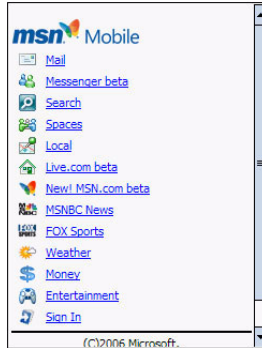 msn Mobile
Mail
Messenger beta
Search
Spaces
Local
Live.com beta
New! MSN.com beta
MSNBC News
FOX Sports
Weather
Money
Entertainment
Sign In
(C)2006 Microsoft.